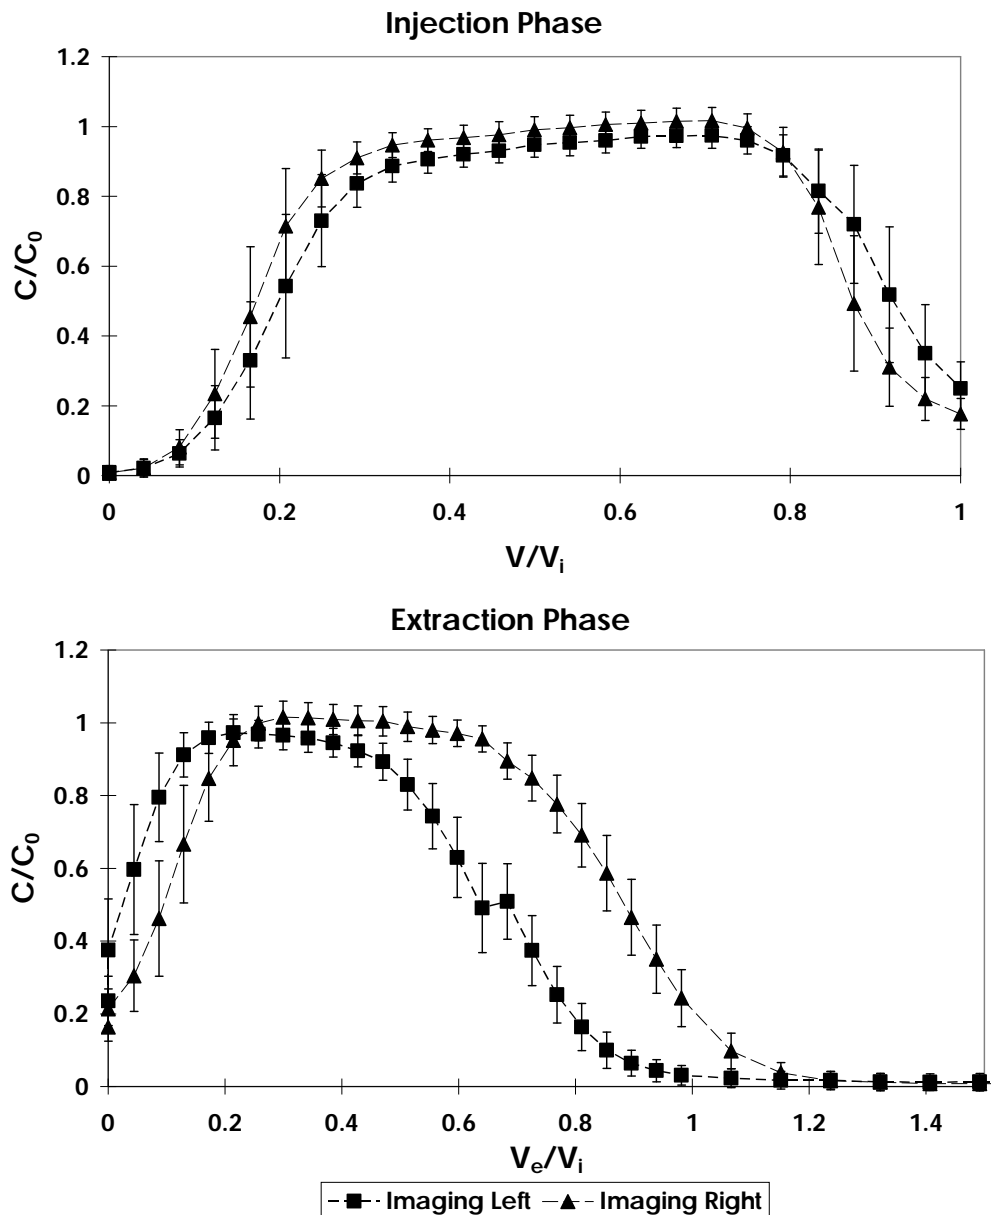 Injection Phase
1.2
1
0.8
0.6
0.4
0.2
0
C/C0
0 0.2 0.4 0.6 0.8 1
V/Vi
Extraction Phase
1.2
1
0.8
0.6
0.4
0.2
0
C/C0
0 0.2 0.4 0.6 0.8 1 1.2 1.4
Ve/Vi
Imaging Left Imaging Right